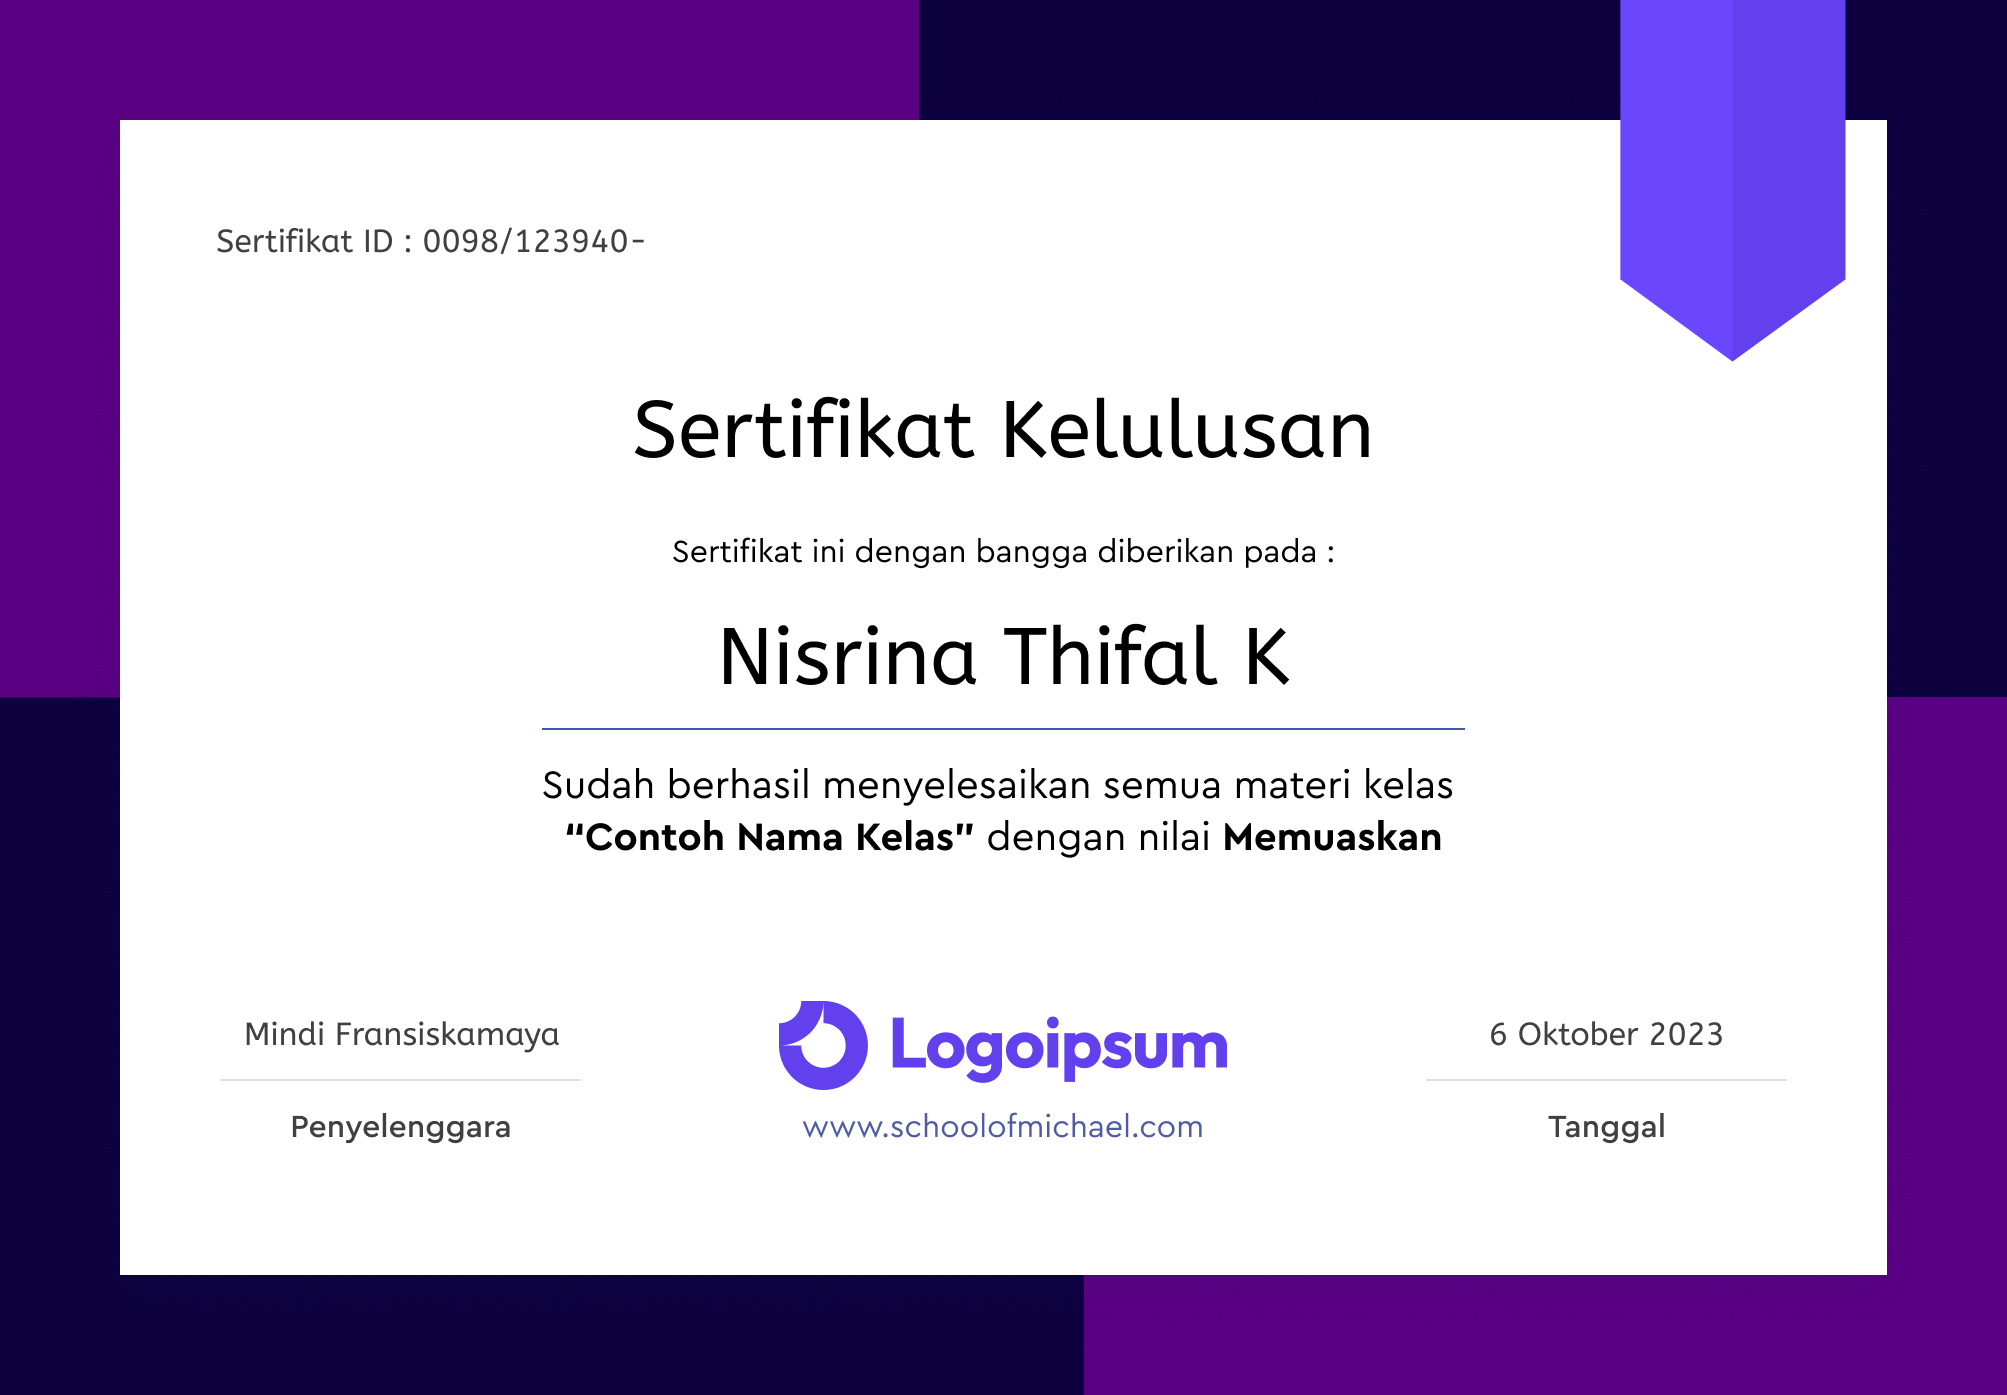 Sertifikat ID : 0098/123940-
Sertifikat Kelulusan
Sertifikat ini dengan bangga diberikan pada :
Nisrina Thifal K
Sudah berhasil menyelesaikan semua materi kelas
“Contoh Nama Kelas” dengan nilai Memuaskan
Mindi Fransiskamaya
Penyelenggara
Logoipsum
www.schoolofmichael.com
6 Oktober 2023
Tanggal